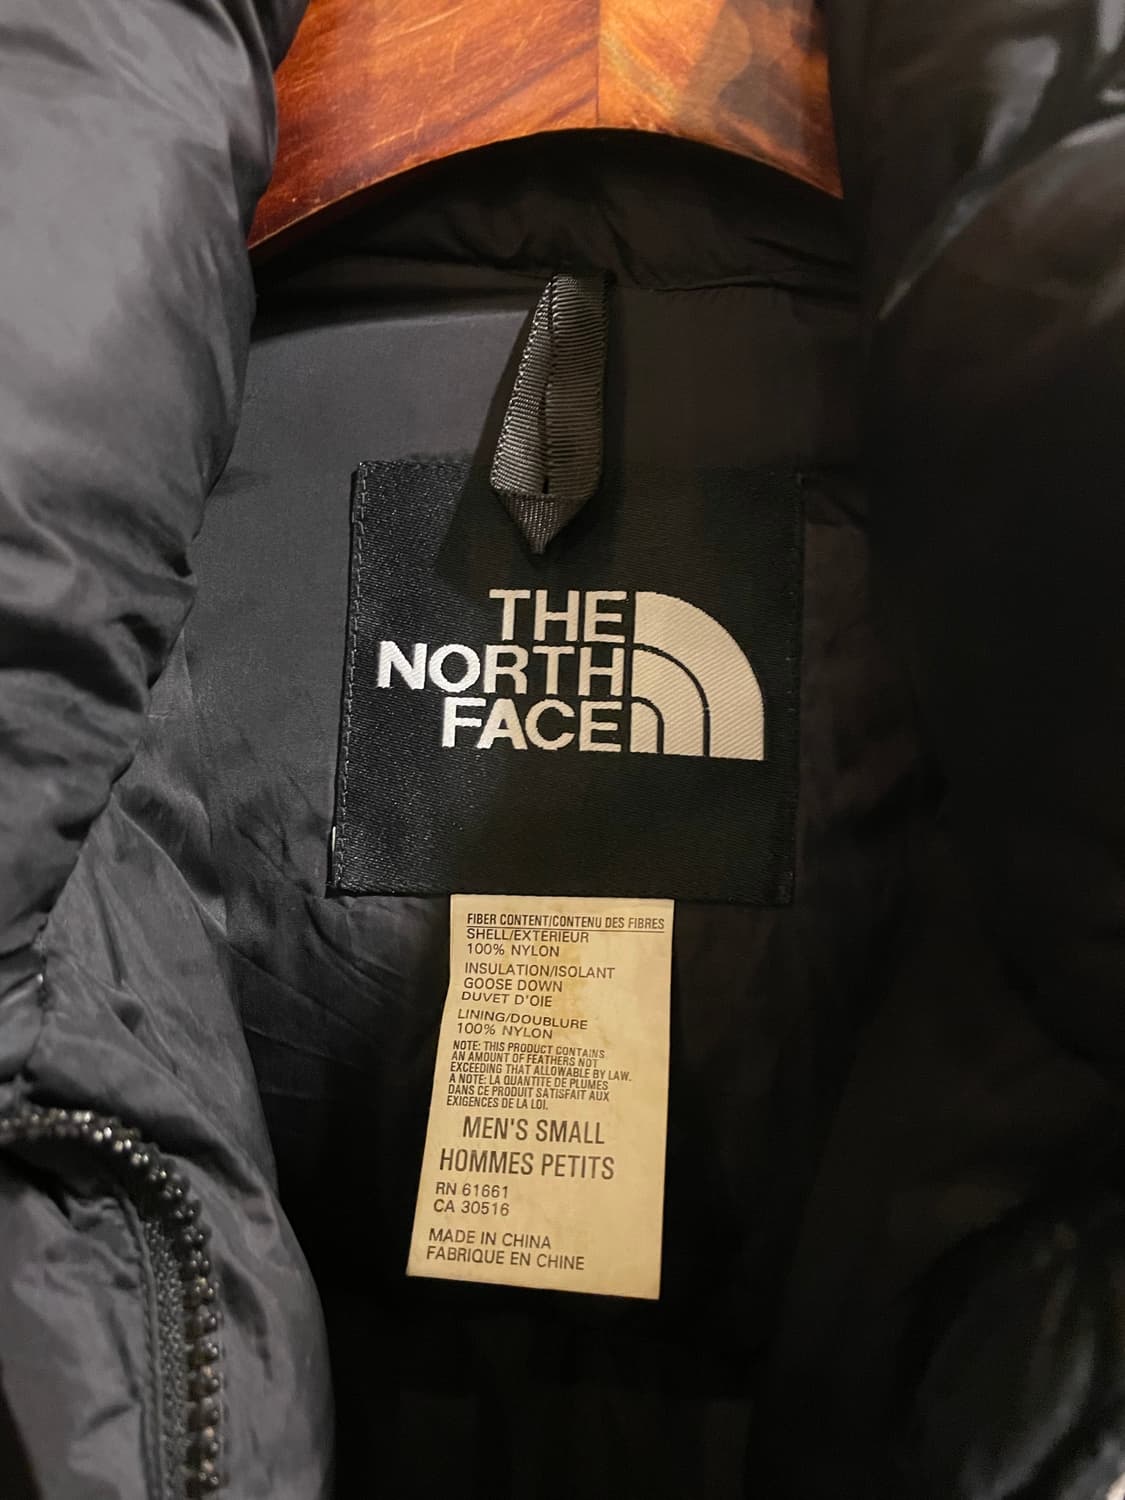 THE
NORTH
FACE
FIBER CONTENT/CONTENU DES FIBRES
SHELL/EXTERIEUR
100% NYLON
INSULATION/ISOLANT
GOOSE DOWN
DUVET D'OIE
LINING/DOUBLURE
100% NYLON
NOTE: THIS PRODUCT CONTAINS
AN AMOUNT OF FEATHERS NOT
EXCEEDING THAT ALLOWABLE BY LAW.
A NOTE: LA QUANTITE DE PLUMES
DANS CE PRODUIT SATISFAIT AUX
EXIGENCES DE LA LOI.
MEN'S SMALL
HOMMES PETITS
RN 61661
CA 30516
MADE IN CHINA
FABRIQUE EN CHINE